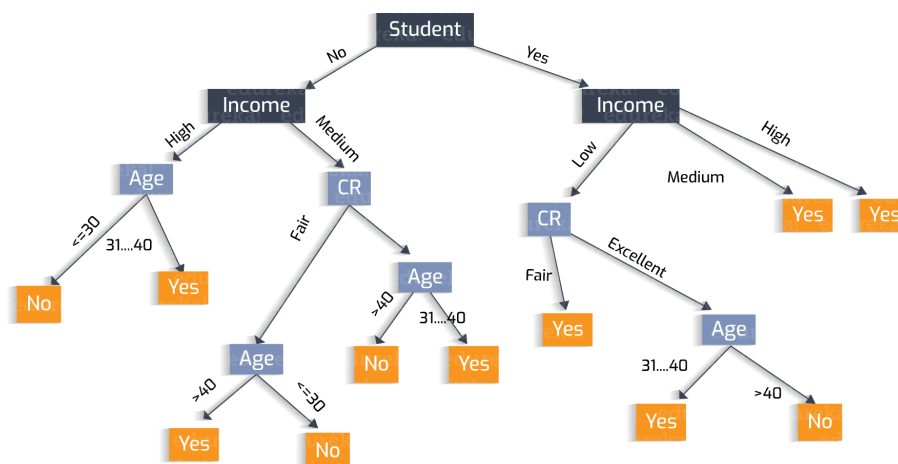 Student
No
Yes
Income
Income
High
Medium
Low
Medium
High
Age
CR
CR
Yes
Yes
<=30
31....40
Fair
Fair
Excellent
No
Yes
Age
Yes
Age
>40
31....40
31....40
>40
Age
No
Yes
>40
<=30
Yes
No
Yes
No